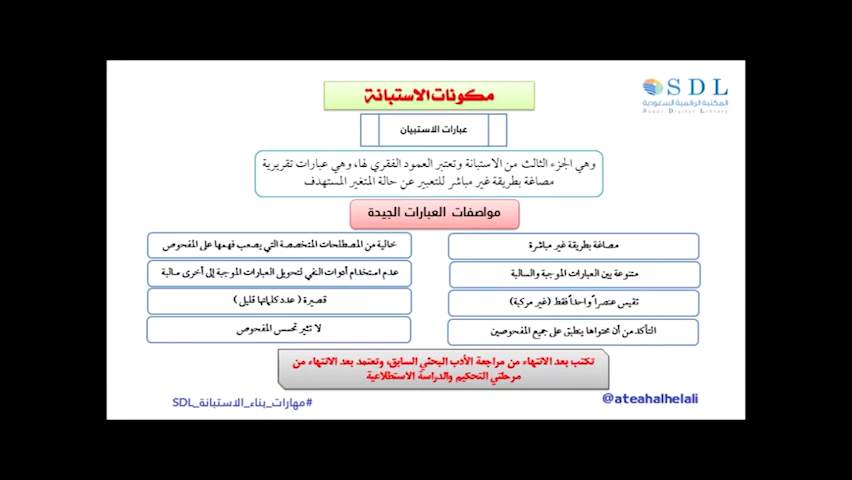 مكونات الاستبانة
SDL
المكتبة الرقمية السعودية
Saudi Digital Library
عبارات الاستبيان
وهي الجزء الثالث من الاستبانة وتعتبر العمود الفقري لها، وهي عبارات تقريرية
مصاغة بطريقة غير مباشر للتعبير عن حالة المتغير المستهدف
مواصفات العبارات الجيدة
مصاغة بطريقة غير مباشرة
خالية من المصطلحات المتخصصة التي يصعب فهمها على المفحوص
متنوعة بين العبارات الموجبة والسالبة
عدم استخدام أدوات النفي لتحويل العبارات الموجبة إلى أخرى سالبة
تقيس عنصراً واحداً فقط (غير مركبة)
قصيرة ( عدد كلماتها قليل )
التأكد من أن محتواها ينطبق على جميع المفحوصين
لا تثير تحسس المفحوص
تكتب بعد الانتهاء من مراجعة الأدب البحثي السابق، وتعتمد بعد الانتهاء من
مرحلتي التحكيم والدراسة الاستطلاعية
#مهارات_بناء_الاستبانة_SDL
@ateahalhelali